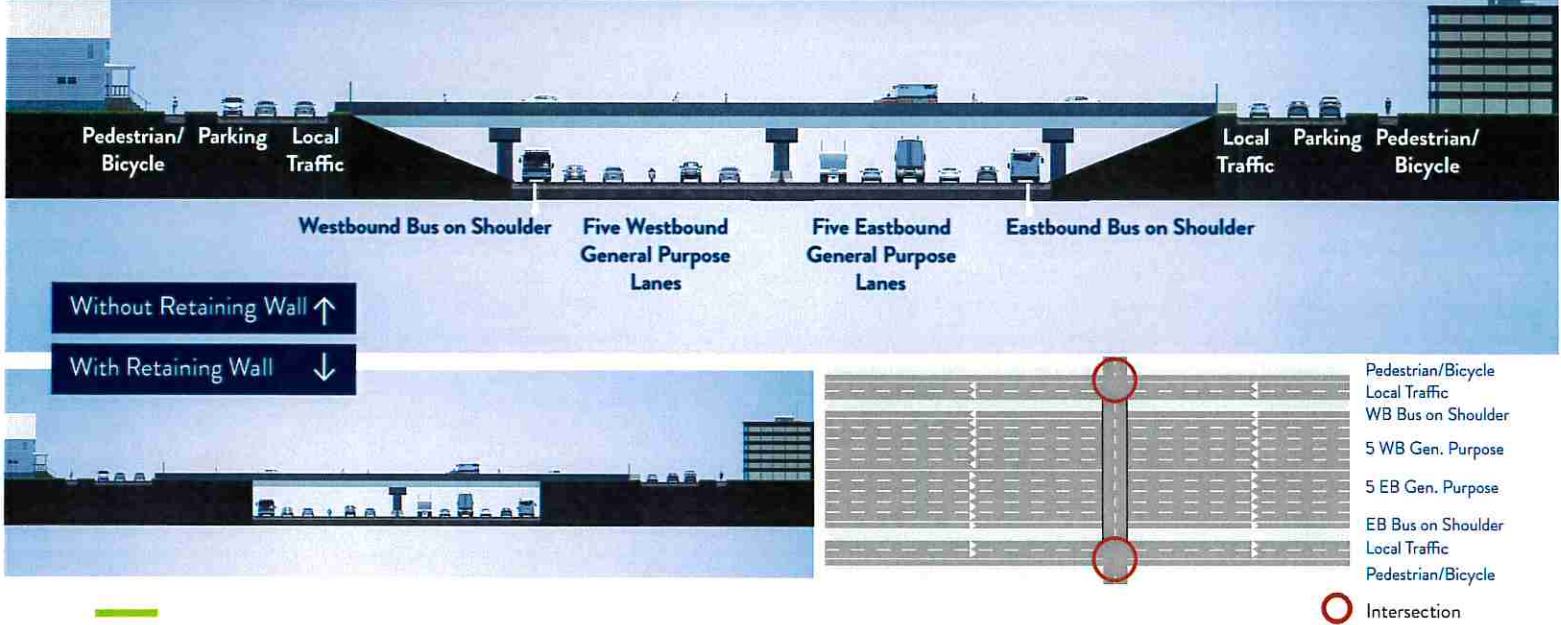 Pedestrian/
Bicycle
Parking
Local
Traffic
Local
Traffic
Parking
Pedestrian/
Bicycle
Westbound Bus on Shoulder
Five Westbound
General Purpose
Lanes
Five Eastbound
General Purpose
Lanes
Eastbound Bus on Shoulder
Without Retaining Wall ↑
With Retaining Wall ↓
Pedestrian/Bicycle
Local Traffic
WB Bus on Shoulder
5 WB Gen. Purpose
5 EB Gen. Purpose
EB Bus on Shoulder
Local Traffic
Pedestrian/Bicycle
Intersection